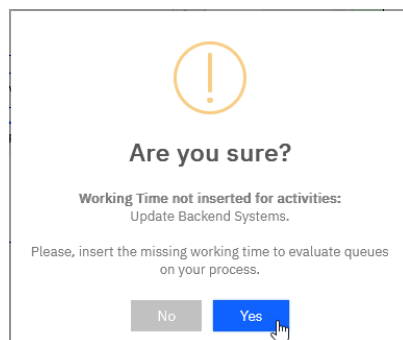 Are you sure?
Working Time not inserted for activities:
Update Backend Systems.
Please, insert the missing working time to evaluate queues
on your process.
No
Yes